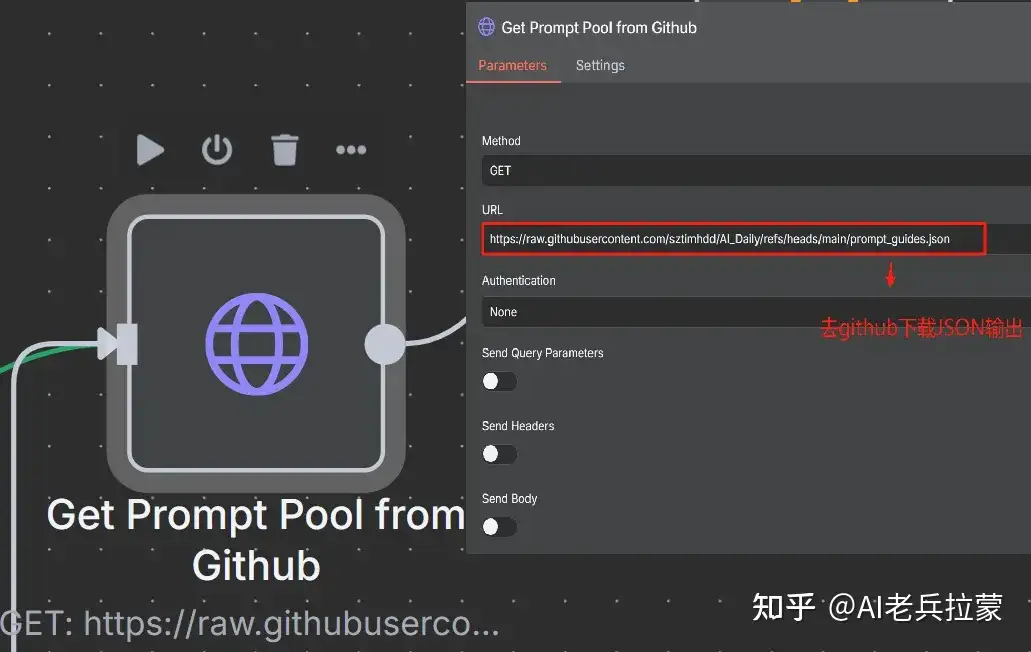 Get Prompt Pool from Github
Parameters Settings
Method
GET
URL
https://raw.githubusercontent.com/sztimhdd/AI_Daily/refs/heads/main/prompt_guides.json
Authentication
None
去github下载JSON输出
Send Query Parameters
Send Headers
Send Body
Get Prompt Pool from
Github
GET: https://raw.githubuserco...
知乎 @AI老兵拉蒙